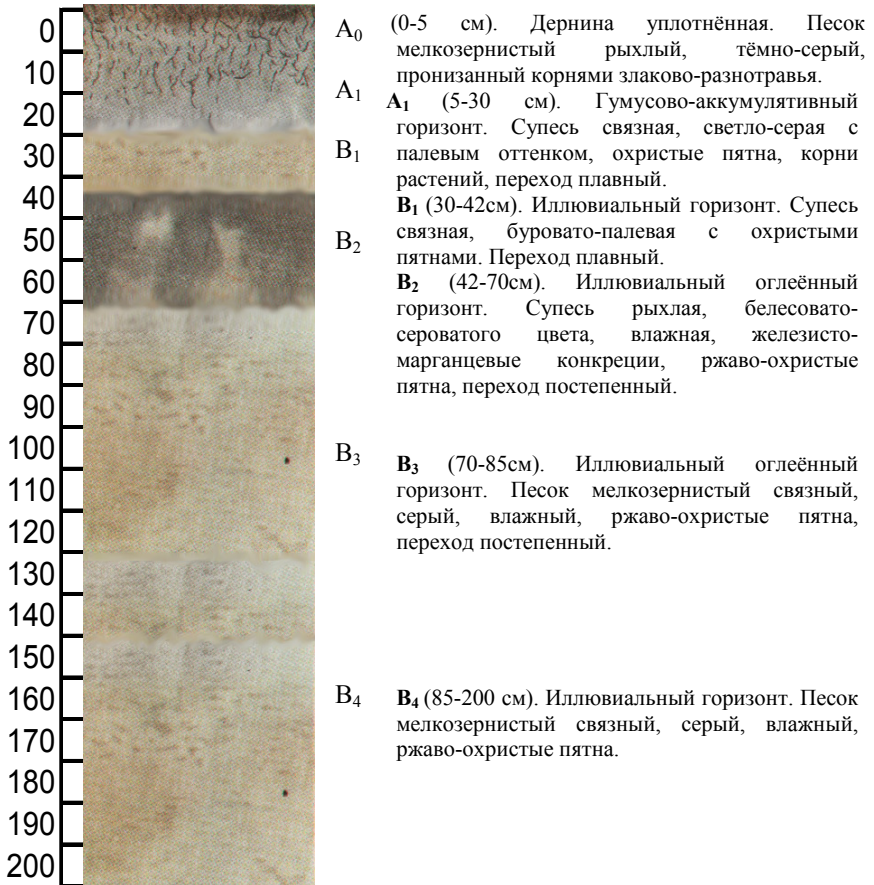 0
10
20
30
40
50
60
70
80
90
100
110
120
130
140
150
160
170
180
190
200
A0
A1
B1
B2
B3
B4
(0-5 см). Дернина уплотнённая. Песок
мелкозернистый рыхлый, тёмно-серый,
пронизанный корнями злаково-разнотравья.
A1 (5-30 см). Гумусово-аккумулятивный
горизонт. Супесь связная, светло-серая с
палевым оттенком, охристые пятна, корни
растений, переход плавный.
B1 (30-42см). Иллювиальный горизонт. Супесь
связная, буровато-палевая с охристыми
пятнами. Переход плавный.
B2 (42-70см). Иллювиальный оглеённый
горизонт. Супесь рыхлая, белесовато-
сероватого цвета, влажная, железисто-
марганцевые конкреции, ржаво-охристые
пятна, переход постепенный.
B3 (70-85см). Иллювиальный оглеённый
горизонт. Песок мелкозернистый связный,
серый, влажный, ржаво-охристые пятна,
переход постепенный.
B4 (85-200 см). Иллювиальный горизонт. Песок
мелкозернистый связный, серый, влажный,
ржаво-охристые пятна.